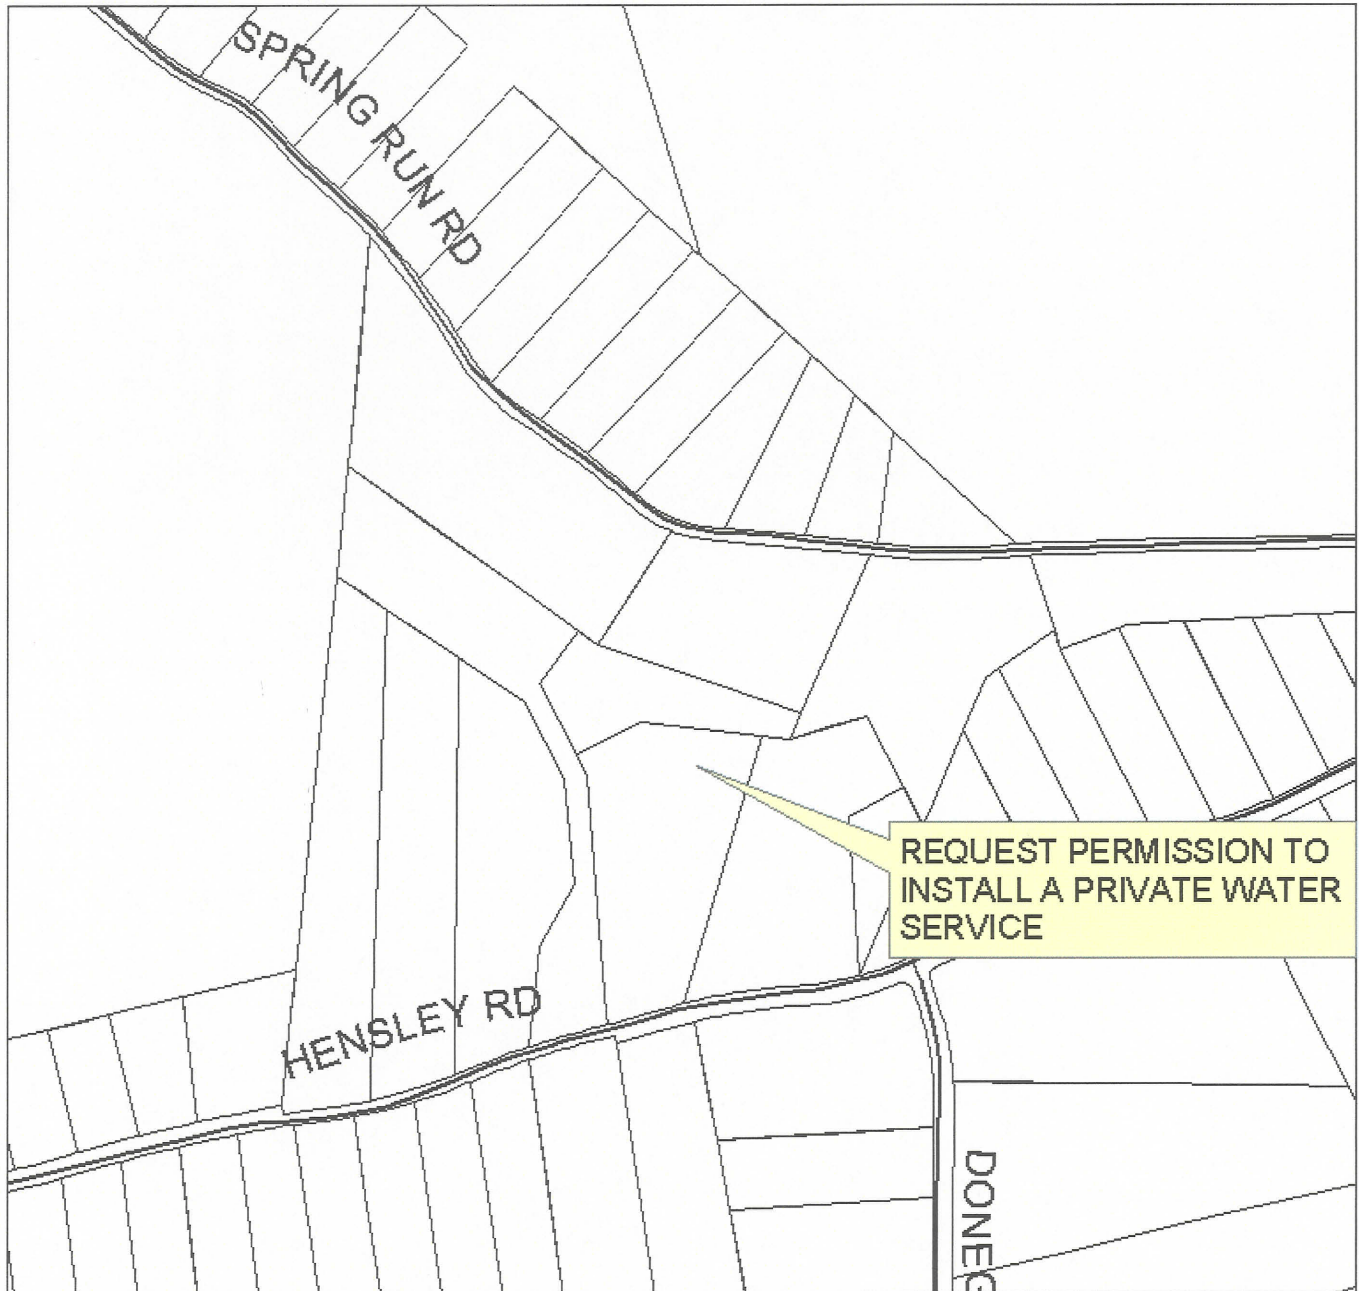 SPRING RUN RD
REQUEST PERMISSION TO
INSTALL A PRIVATE WATER
SERVICE
HENSLEY RD
DONEG